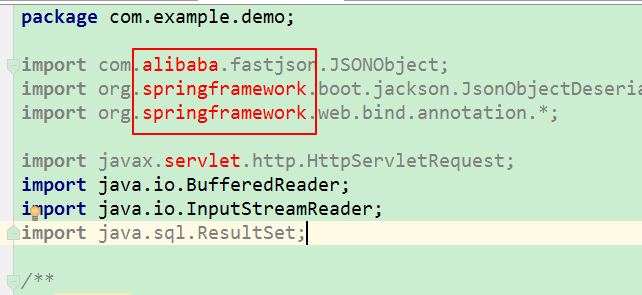 package com.example.demo;
import com.alibaba.fastjson.JSONObject;
import org.springframework.boot.jackson.JsonObjectDeseria
import org.springframework.web.bind.annotation.*;
import javax.servlet.http.HttpServletRequest;
import java.io.BufferedReader;
import java.io.InputStreamReader;
import java.sql.ResultSet;
/**